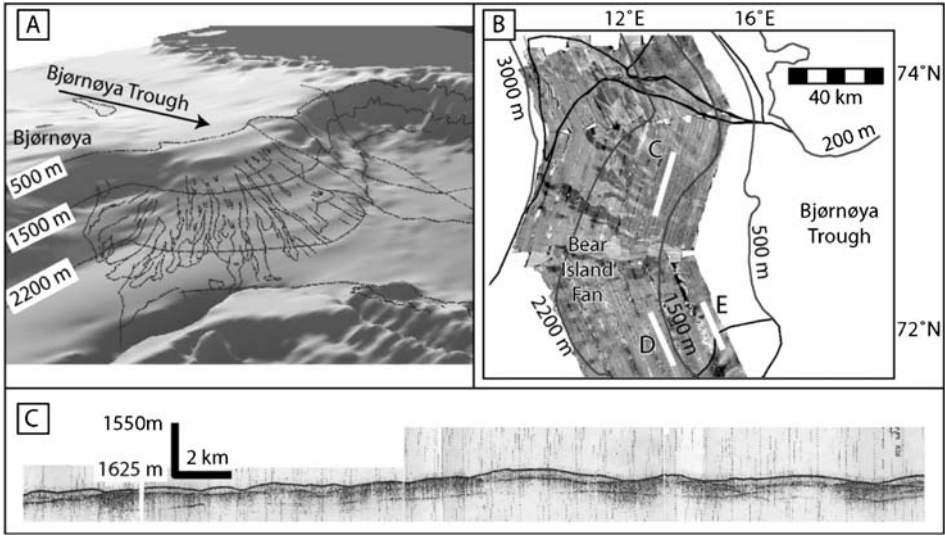 A
Bjørnøya Trough
Bjørnøya
500 m
1500 m
2200 m
B
12˚E
16˚E
3000 m
74˚N
40 km
200 m
C
Bjørnøya
Trough
500 m
Bear
Island
Fan
E
2200 m
D
1500 m
72˚N
C
1550m
2 km
1625 m